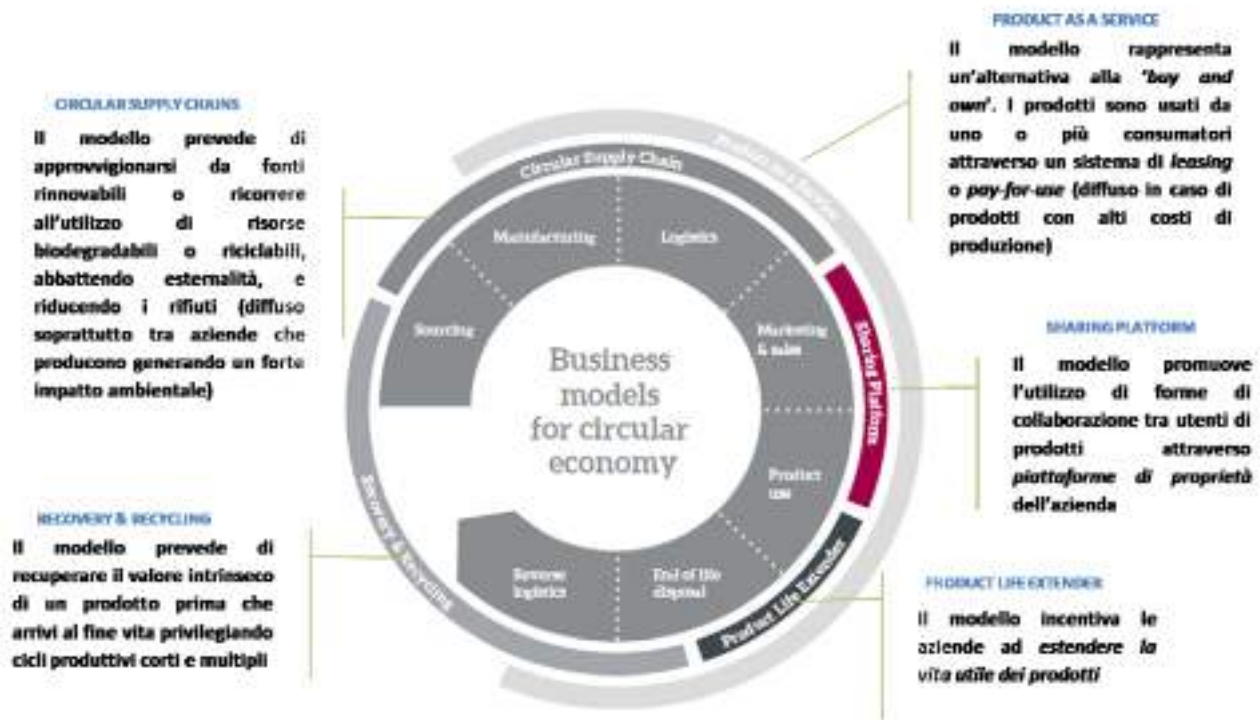 CIRCULAR SUPPLY CHAINS
Il modello prevede di
approvvigionarsi da fonti
rinnovabili o ricorrere
all'utilizzo di risorse
biodegradabili o riciclabili,
abbattendo esternalità, e
riducendo i rifiuti (diffuso
soprattutto tra aziende che
producono generando un forte
impatto ambientale)
RECOVERY & RECYCLING
Il modello prevede di
recuperare il valore intrinseco
di un prodotto prima che
arrivi al fine vita privilegiando
cicli produttivi corti e multipli
Product as a Service
Circular Supply Chain
Manufacturing
Logistics
Sourcing
Marketing
& sales
Sharing Platform
Business
models
for circular
economy
Product
use
Recovery & Recycling
Reverse
logistics
End of life
disposal
Product Life Extender
PRODUCT AS A SERVICE
Il modello rappresenta
un'alternativa alla 'buy and
own'. I prodotti sono usati da
uno o più consumatori
attraverso un sistema di leasing
o pay-for-use (diffuso in caso di
prodotti con alti costi di
produzione)
SHARING PLATFORM
Il modello promuove
l'utilizzo di forme di
collaborazione tra utenti di
prodotti attraverso
piattaforme di proprietà
dell'azienda
PRODUCT LIFE EXTENDER
Il modello incentiva le
aziende ad estendere la
vita utile dei prodotti